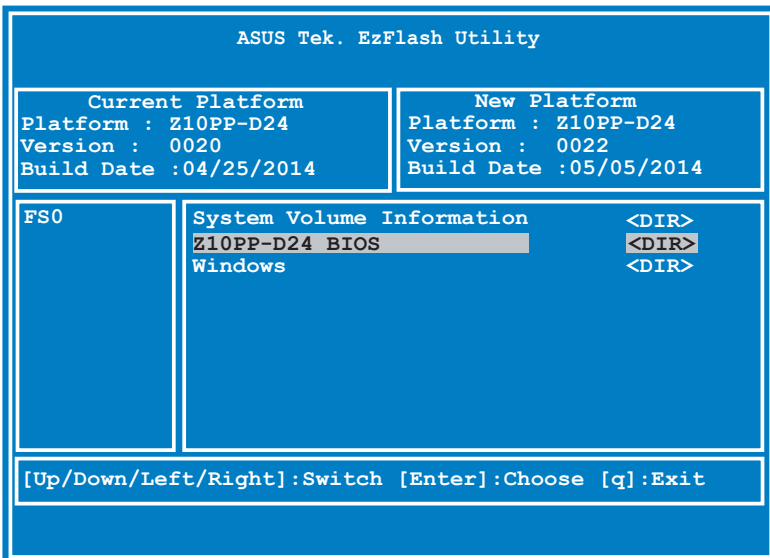 ASUS Tek. EzFlash Utility
Current Platform
Platform : Z10PP-D24
Version : 0020
Build Date :04/25/2014
New Platform
Platform : Z10PP-D24
Version : 0022
Build Date :05/05/2014
FS0
System Volume Information <DIR>
Z10PP-D24 BIOS <DIR>
Windows <DIR>
[Up/Down/Left/Right]:Switch [Enter]:Choose [q]:Exit